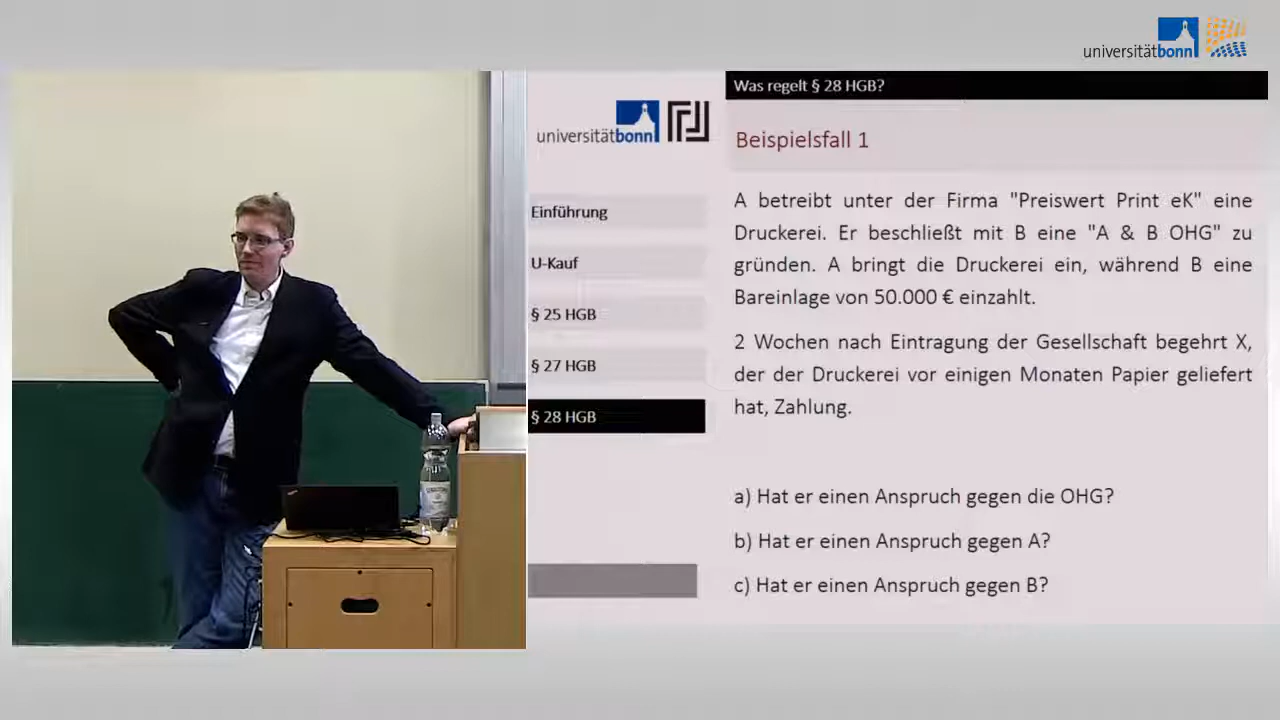 universitätbonn
Was regelt § 28 HGB?
universitätbonn
Beispielsfall 1
Einführung
U-Kauf
§ 25 HGB
§ 27 HGB
§ 28 HGB
A betreibt unter der Firma "Preiswert Print eK" eine
Druckerei. Er beschließt mit B eine "A & B OHG" zu
gründen. A bringt die Druckerei ein, während B eine
Bareinlage von 50.000 € einzahlt.
2 Wochen nach Eintragung der Gesellschaft begehrt X,
der der Druckerei vor einigen Monaten Papier geliefert
hat, Zahlung.
a) Hat er einen Anspruch gegen die OHG?
b) Hat er einen Anspruch gegen A?
c) Hat er einen Anspruch gegen B?